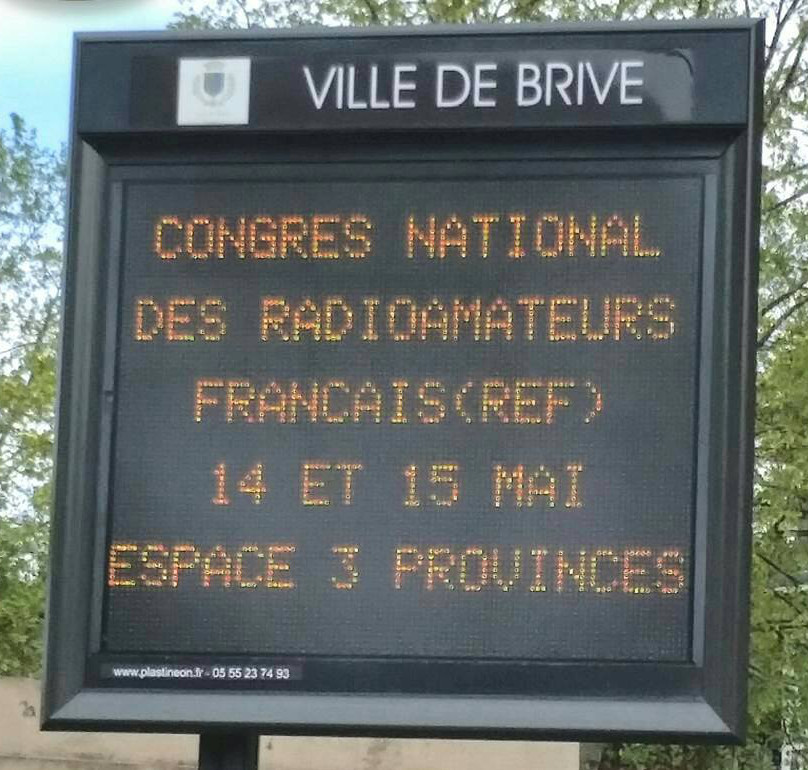 VILLE DE BRIVE
CONGRES NATIONAL
DES RADIOAMATEURS
FRANCAIS(REF)
14 ET 15 MAI
ESPACE 3 PROVINCES
www.plastineon.fr - 05 55 23 74 93